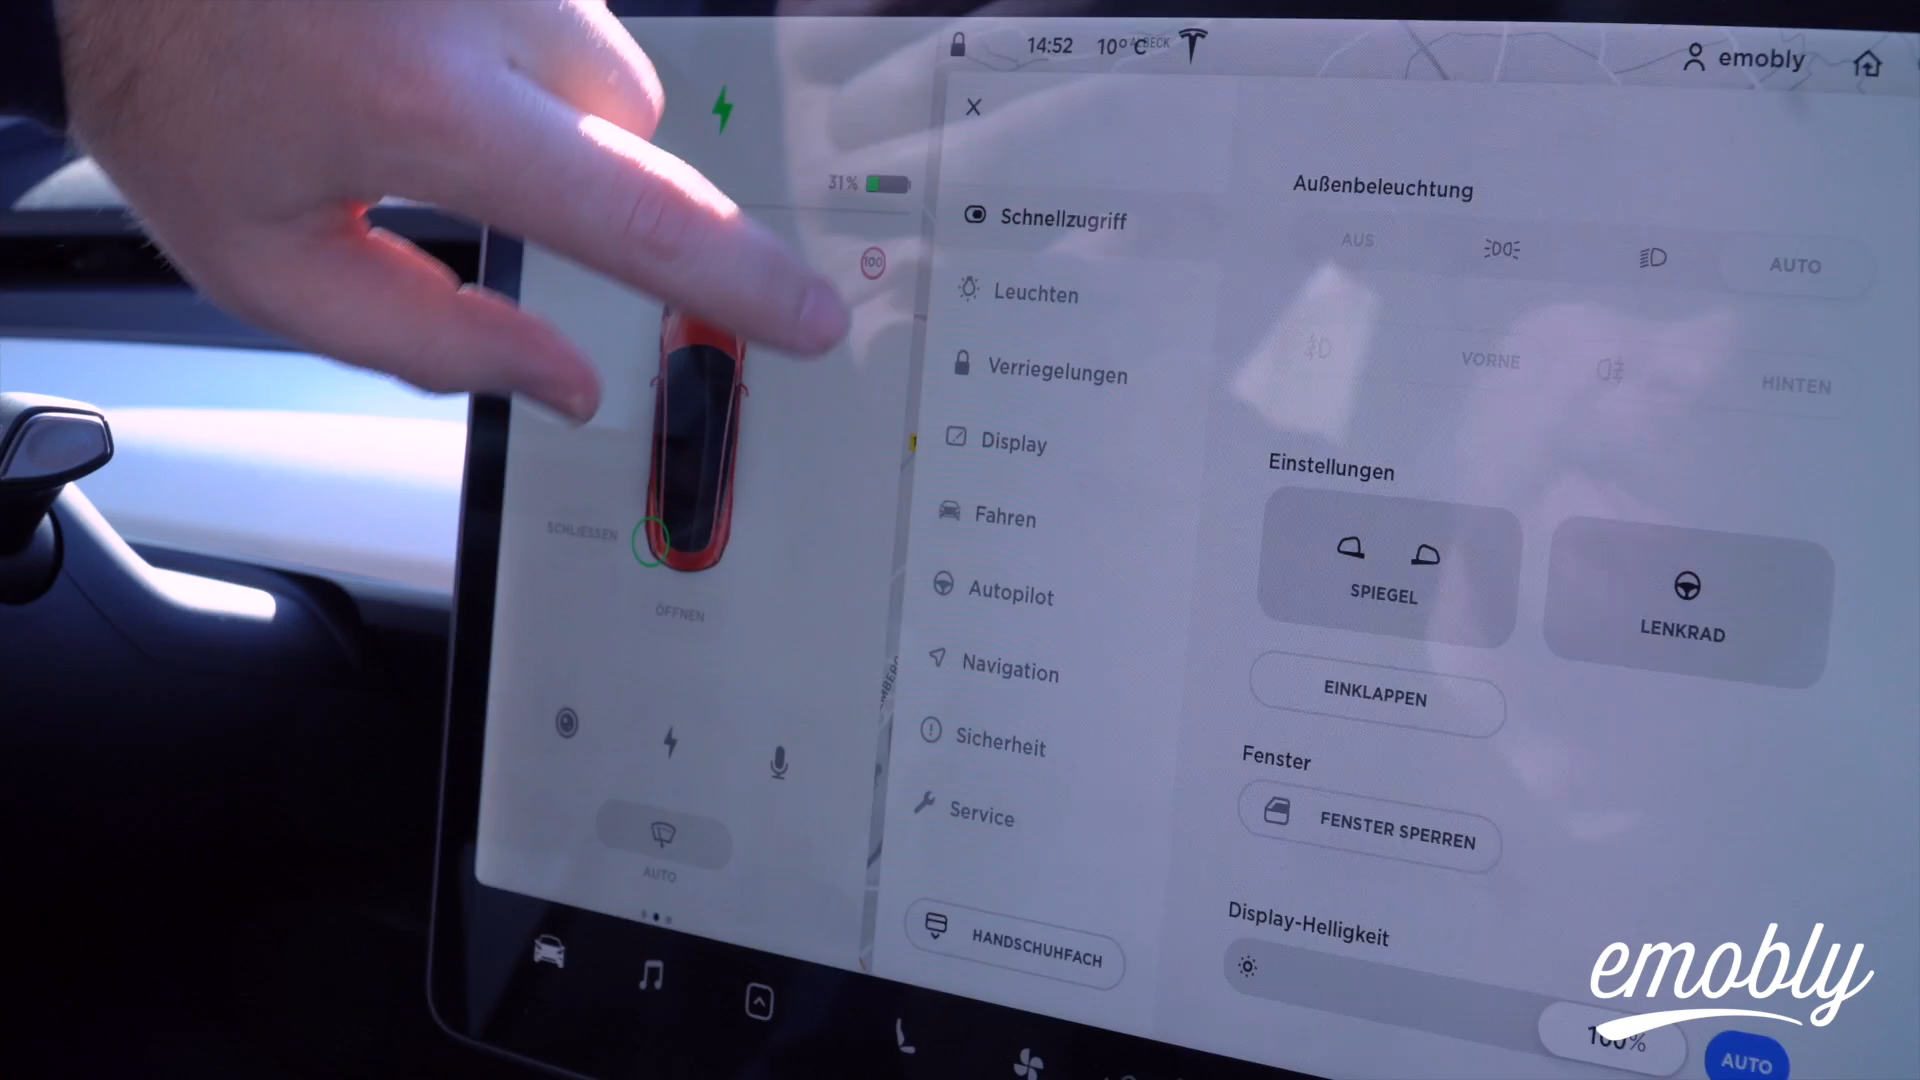 14:52 10° C
emobly
X
31%
100
SCHLIESSEN
ÖFFNEN
AUTO
Schnellzugriff
Leuchten
Verriegelungen
Display
Fahren
Autopilot
Navigation
Sicherheit
Service
HANDSCHUHFACH
Außenbeleuchtung
AUS
AUTO
VORNE
HINTEN
Einstellungen
SPIEGEL
LENKRAD
EINKLAPPEN
Fenster
FENSTER SPERREN
Display-Helligkeit
100%
AUTO
emobly